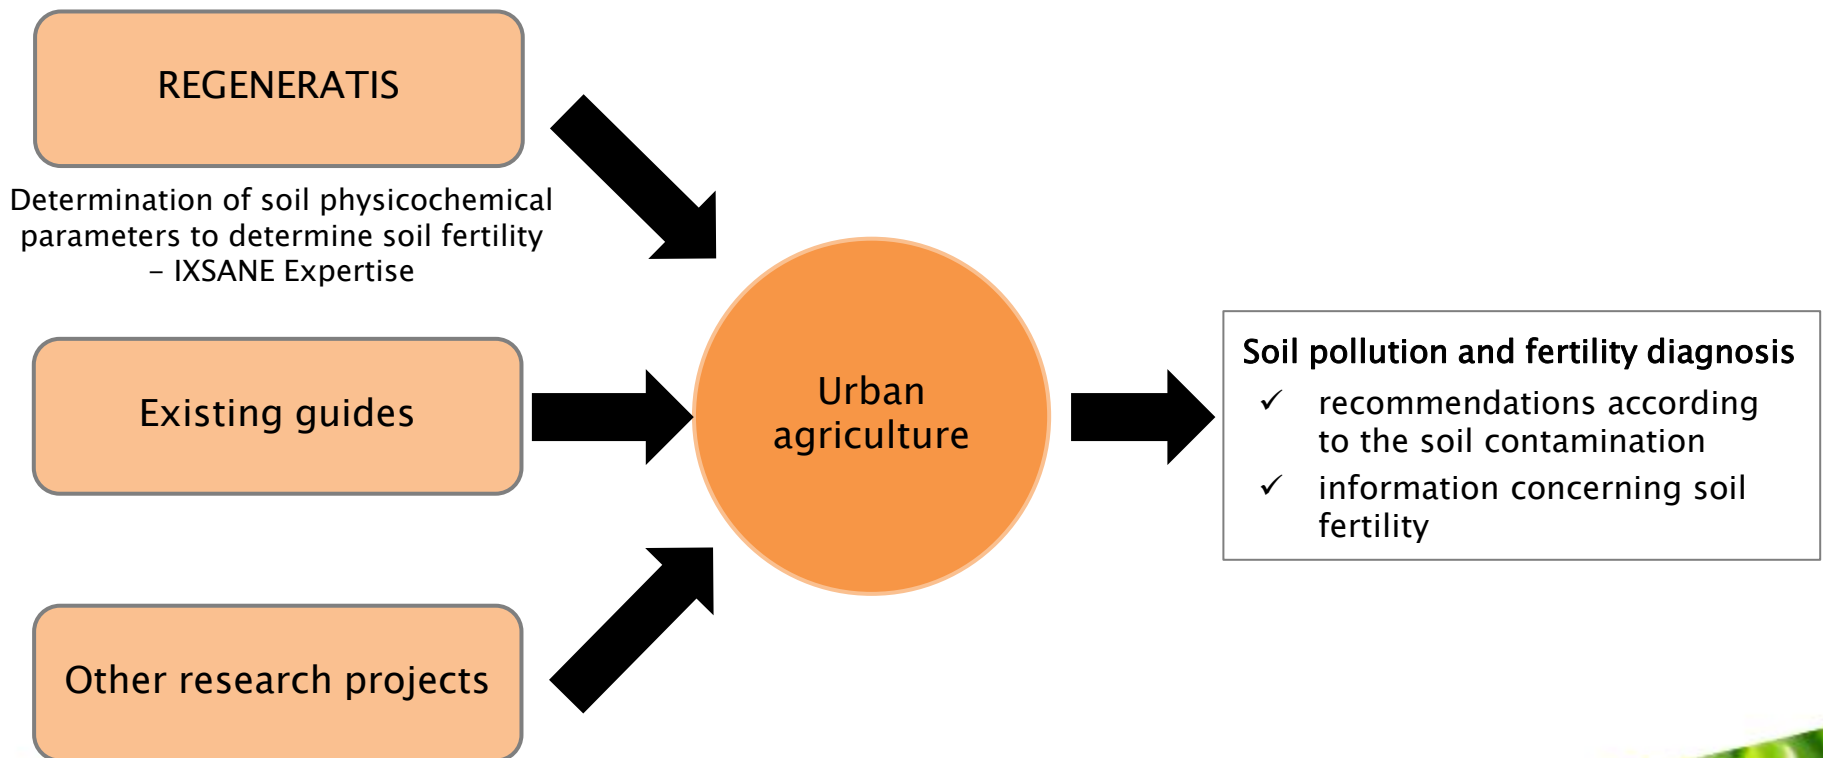 REGENERATIS
Determination of soil physicochemical
parameters to determine soil fertility
– IXSANE Expertise
Existing guides
Other research projects
Urban
agriculture
Soil pollution and fertility diagnosis
✓ recommendations according
to the soil contamination
✓ information concerning soil
fertility